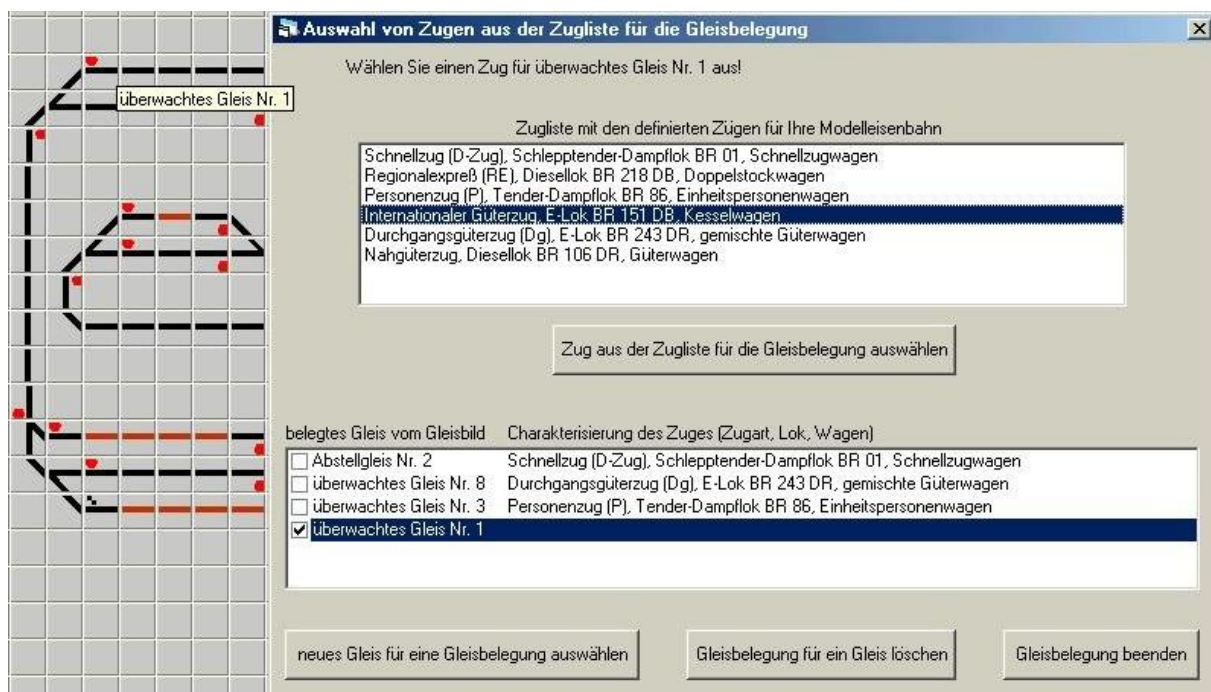 Auswahl von Zugen aus der Zugliste für die Gleisbelegung
Wählen Sie einen Zug für überwachtes Gleis Nr. 1 aus!
überwachtes Gleis Nr. 1
Zugliste mit den definierten Zügen für Ihre Modelleisenbahn
Schnellzug (D-Zug), Schlepptender-Dampflok BR 01, Schnellzugwagen
Regionalexpreß (RE), Diesellok BR 218 DB, Doppelstockwagen
Personenzug (P), Tender-Dampflok BR 86, Einheitspersonenwagen
Internationaler Güterzug, E-Lok BR 151 DB, Kesselwagen
Durchgangsgüterzug (Dg), E-Lok BR 243 DR, gemischte Güterwagen
Nahgüterzug, Diesellok BR 106 DR, Güterwagen
Zug aus der Zugliste für die Gleisbelegung auswählen
belegtes Gleis vom Gleisbild Charakterisierung des Zuges (Zugart, Lok, Wagen)
Abstellgleis Nr. 2 Schnellzug (D-Zug), Schlepptender-Dampflok BR 01, Schnellzugwagen
überwachtes Gleis Nr. 8 Durchgangsgüterzug (Dg), E-Lok BR 243 DR, gemischte Güterwagen
überwachtes Gleis Nr. 3 Personenzug (P), Tender-Dampflok BR 86, Einheitspersonenwagen
überwachtes Gleis Nr. 1
neues Gleis für eine Gleisbelegung auswählen Gleisbelegung für ein Gleis löschen Gleisbelegung beenden